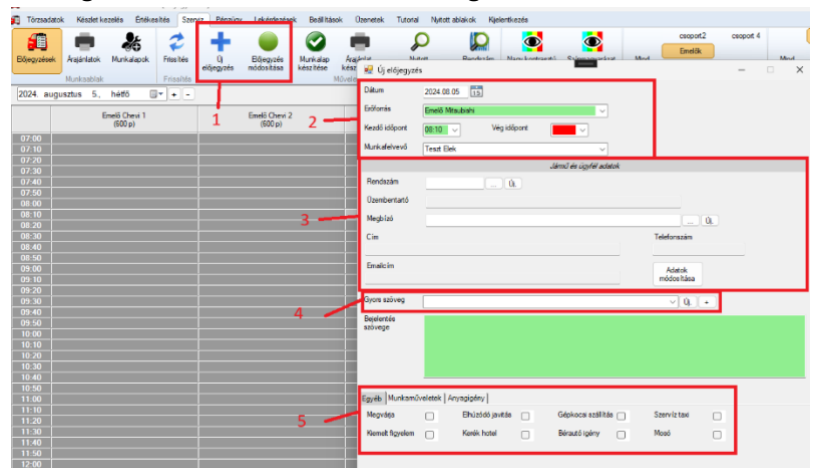 Törzsadatok Készlet kezelés Értékesítés Szerviz Pénzügy Lekérdezések Beállítások Üzenetek Tutorial Nyitott ablakok Kijelentkezés
Előjegyzések Árajánlatok Munkalapok Frissítés Új előjegyzés Előjegyzés módosítása Munkalap készítése
Munkaablak Frissítés
csoport2 csoport 4
Emelők
2024. augusztus 5., hétfő + -
Emelő Chevi 1
(600 p)
Emelő Chevi 2
(600 p)
1
2
3
4
5
07:00
07:10
07:20
07:30
07:40
07:50
08:00
08:10
08:20
08:30
08:40
08:50
09:00
09:10
09:20
09:30
09:40
09:50
10:00
10:10
10:20
10:30
10:40
10:50
11:00
11:10
11:20
11:30
11:40
11:50
12:00
Új előjegyzés
Dátum 2024.08.05 15
Erőforrás Emelő Mitsubishi
Kezdő időpont 08:10 Vég időpont
Munkafelvevő Teszt Elek
Jármű és ügyfél adatok
Rendszám ... Új
Üzembentartó
Megbízó ... Új
Cím Telefonszám
Emailcím Adatok módosítása
Gyors szöveg Új -
Bejelentés
szövege
Egyéb Munkaműveletek Anyagigény
Megvárja Elhúzódó javítás Gépkocsi szállítás Szerviz taxi
Kiemelt figyelem Kerék hotel Bérautó igény Mosó